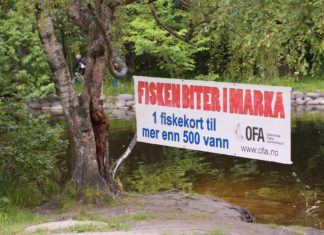 FISKEN BITER I MARKA
1 fiskekort til
mer enn 500 vann
OFA
www.ofa.no